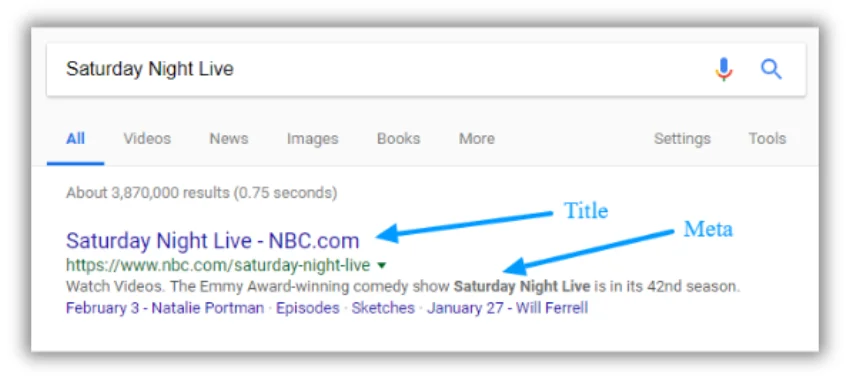 Saturday Night Live
All Videos News Images Books More Settings Tools
About 3,870,000 results (0.75 seconds)
Title
Saturday Night Live - NBC.com
Meta
https://www.nbc.com/saturday-night-live
Watch Videos. The Emmy Award-winning comedy show Saturday Night Live is in its 42nd season.
February 3 - Natalie Portman · Episodes · Sketches · January 27 - Will Ferrell